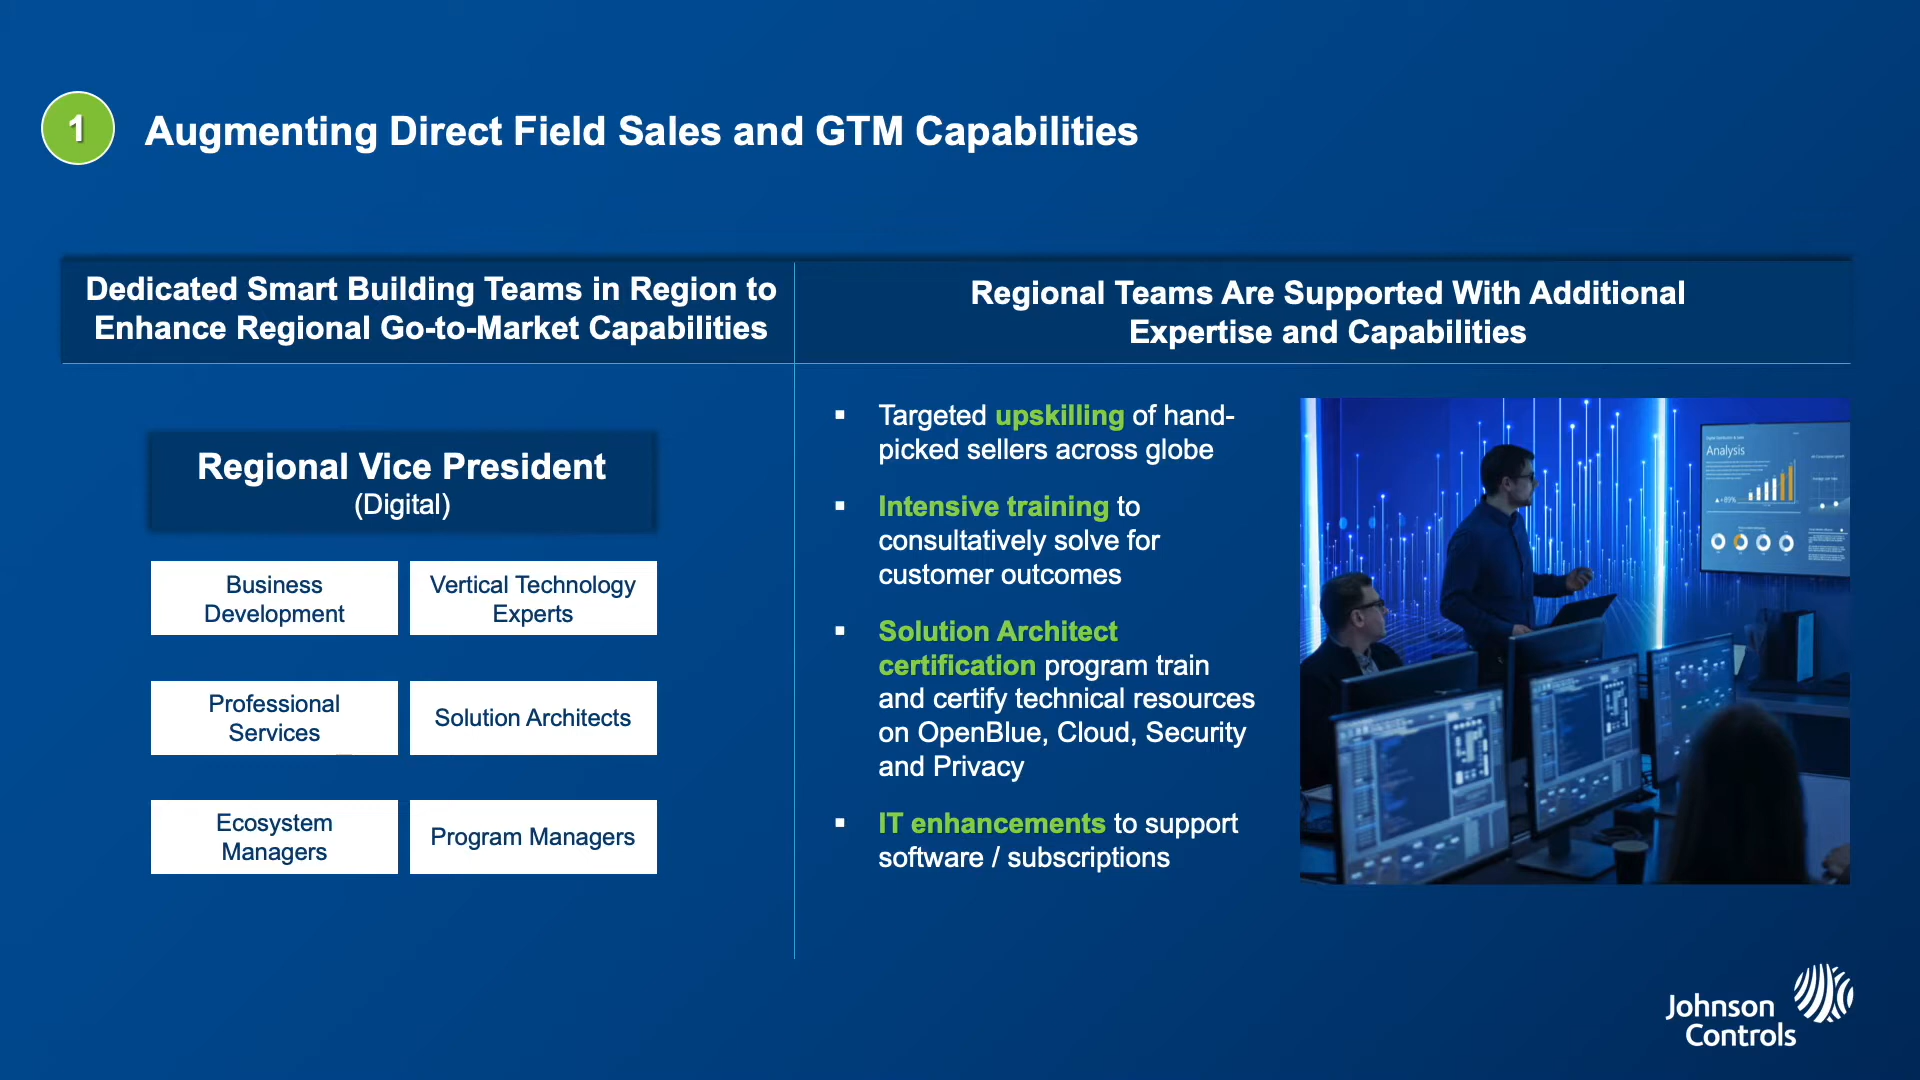 1
Augmenting Direct Field Sales and GTM Capabilities
Dedicated Smart Building Teams in Region to
Enhance Regional Go-to-Market Capabilities
Regional Vice President
(Digital)
Business
Development
Vertical Technology
Experts
Professional
Services
Solution Architects
Ecosystem
Managers
Program Managers
Regional Teams Are Supported With Additional
Expertise and Capabilities
▪ Targeted upskilling of hand-
picked sellers across globe
▪ Intensive training to
consultatively solve for
customer outcomes
▪ Solution Architect
certification program train
and certify technical resources
on OpenBlue, Cloud, Security
and Privacy
▪ IT enhancements to support
software / subscriptions
Analysis
Johnson
Controls